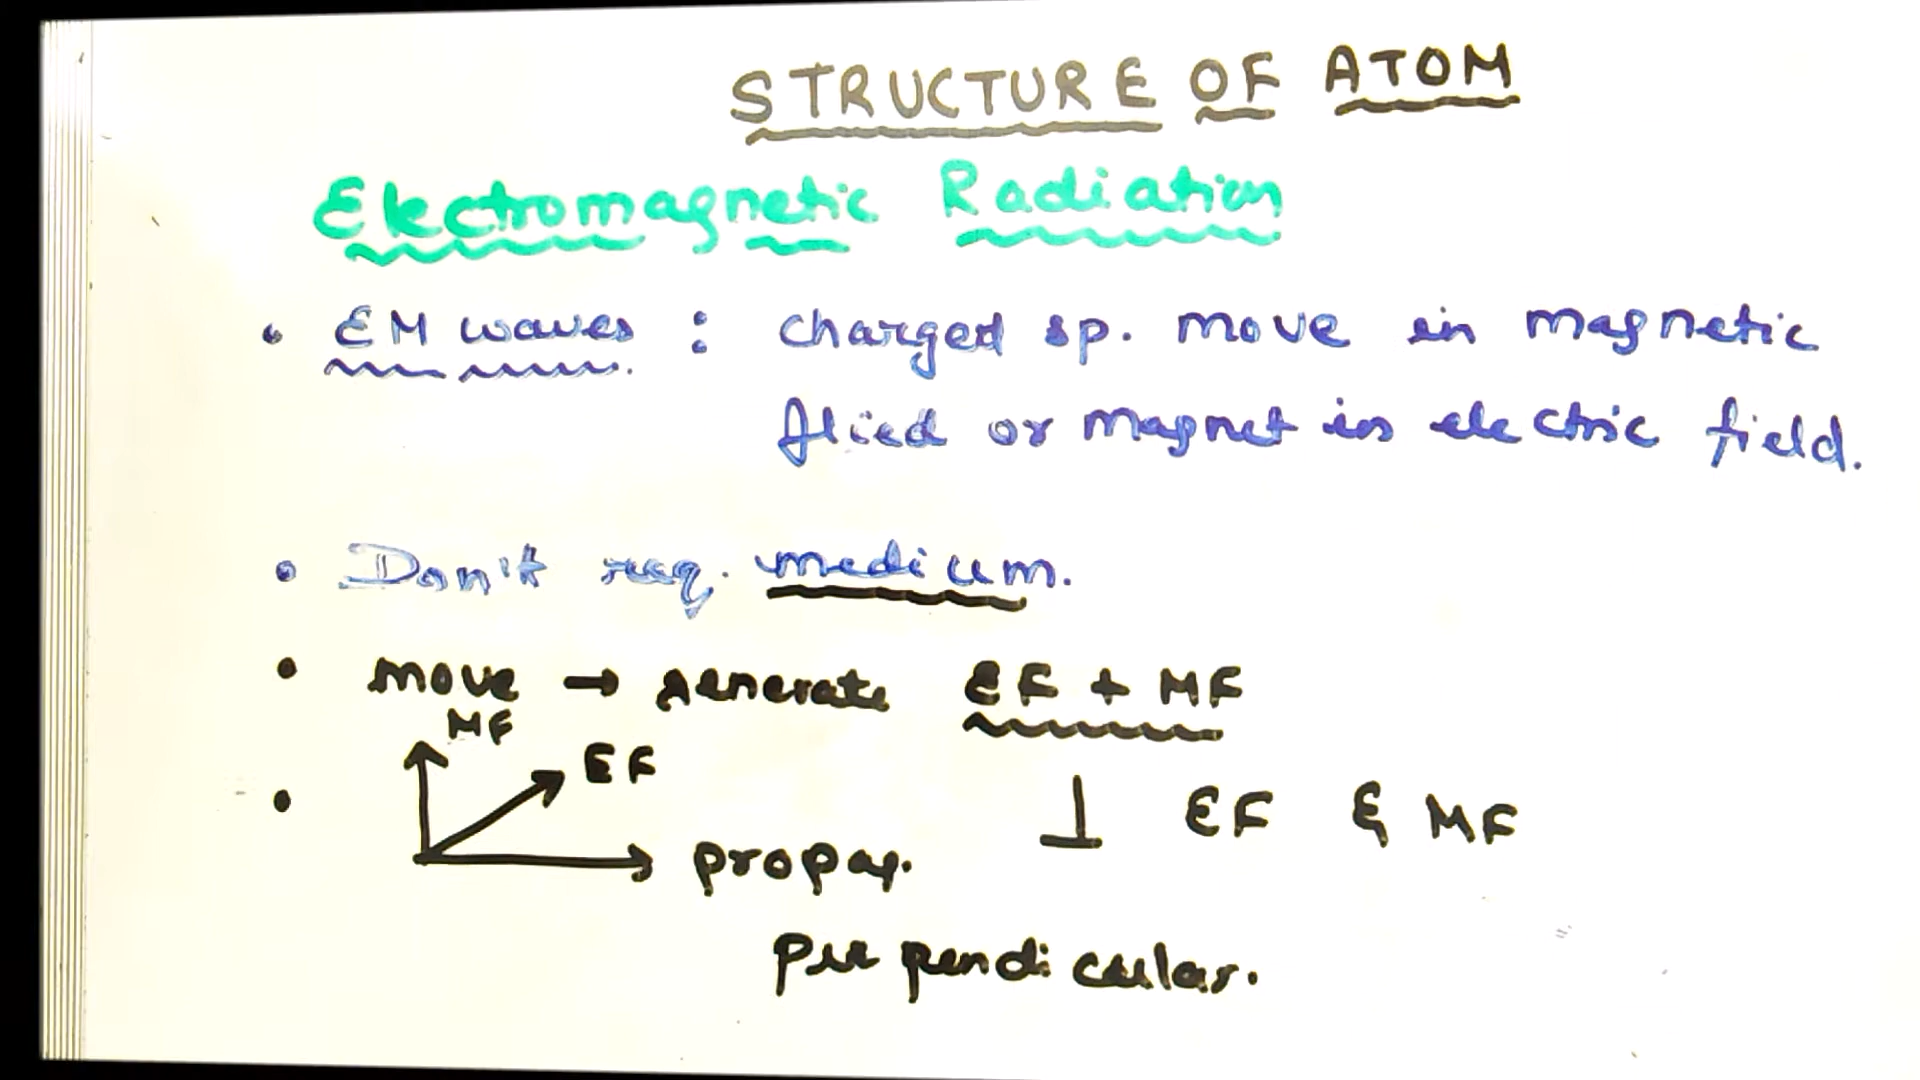 STRUCTURE OF ATOM
Electromagnetic Radiation
• EM waves : Charged sp. move in magnetic
flied or magnet in electric field.
• Don't req. medium.
• move → generate EF + MF
MF
EF
• propag. ⊥ EF & MF
Perpendicular.